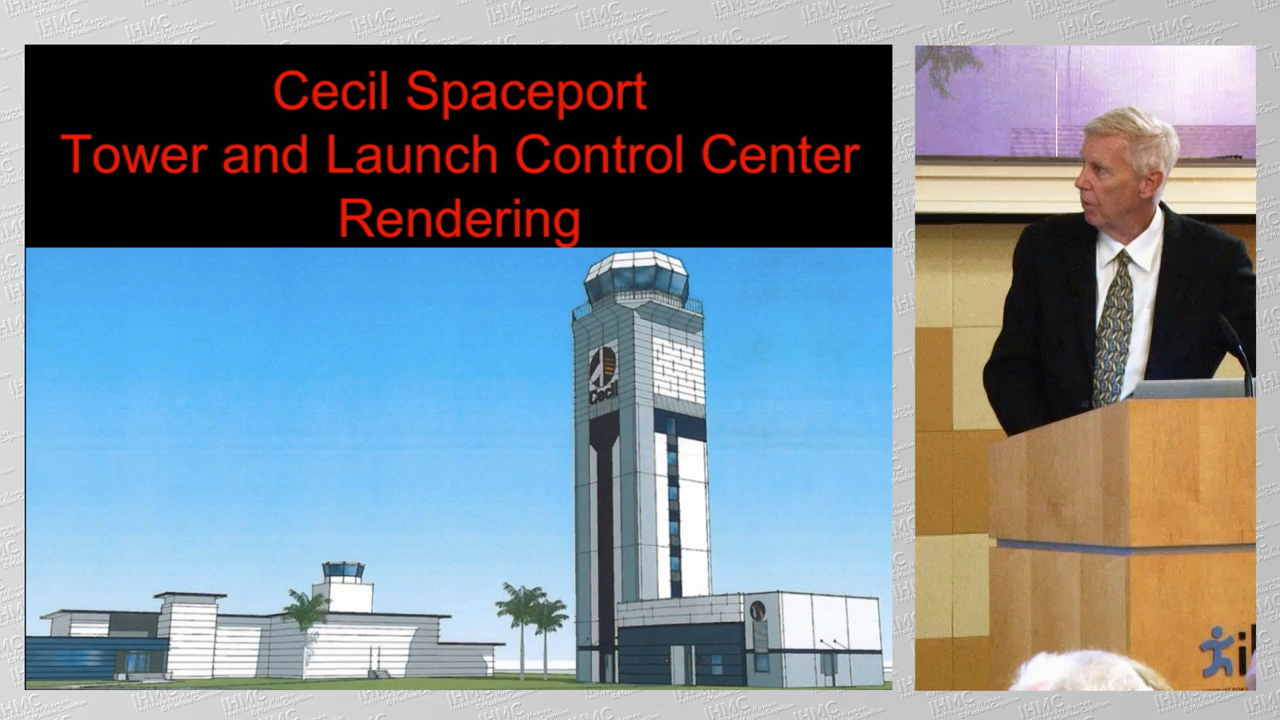 Cecil Spaceport
Tower and Launch Control Center
Rendering
Cecil
IHMC